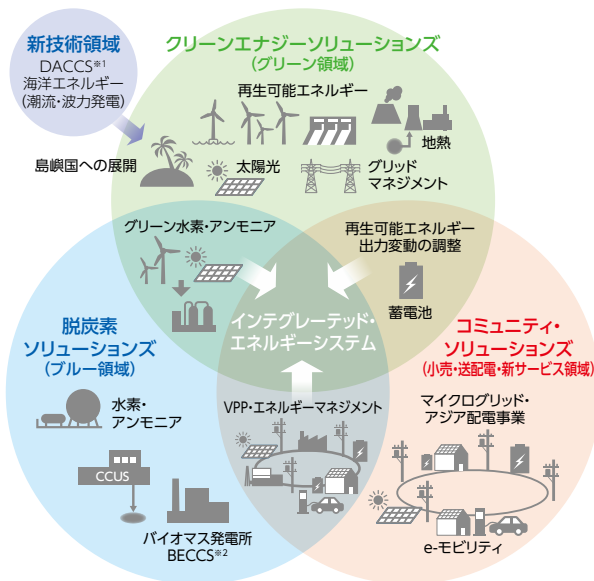 新技術領域
DACCS※1
海洋エネルギー
(潮流・波力発電)
クリーンエナジーソリューションズ
(グリーン領域)
再生可能エネルギー
地熱
島嶼国への展開
太陽光
グリッド
マネジメント
グリーン水素・アンモニア
再生可能エネルギー
出力変動の調整
蓄電池
インテグレーテッド・
エネルギーシステム
脱炭素
ソリューションズ
(ブルー領域)
水素・
アンモニア
CCUS
バイオマス発電所
BECCS※2
VPP・エネルギーマネジメント
コミュニティ・
ソリューションズ
(小売・送配電・新サービス領域)
マイクログリッド・
アジア配電事業
e-モビリティ